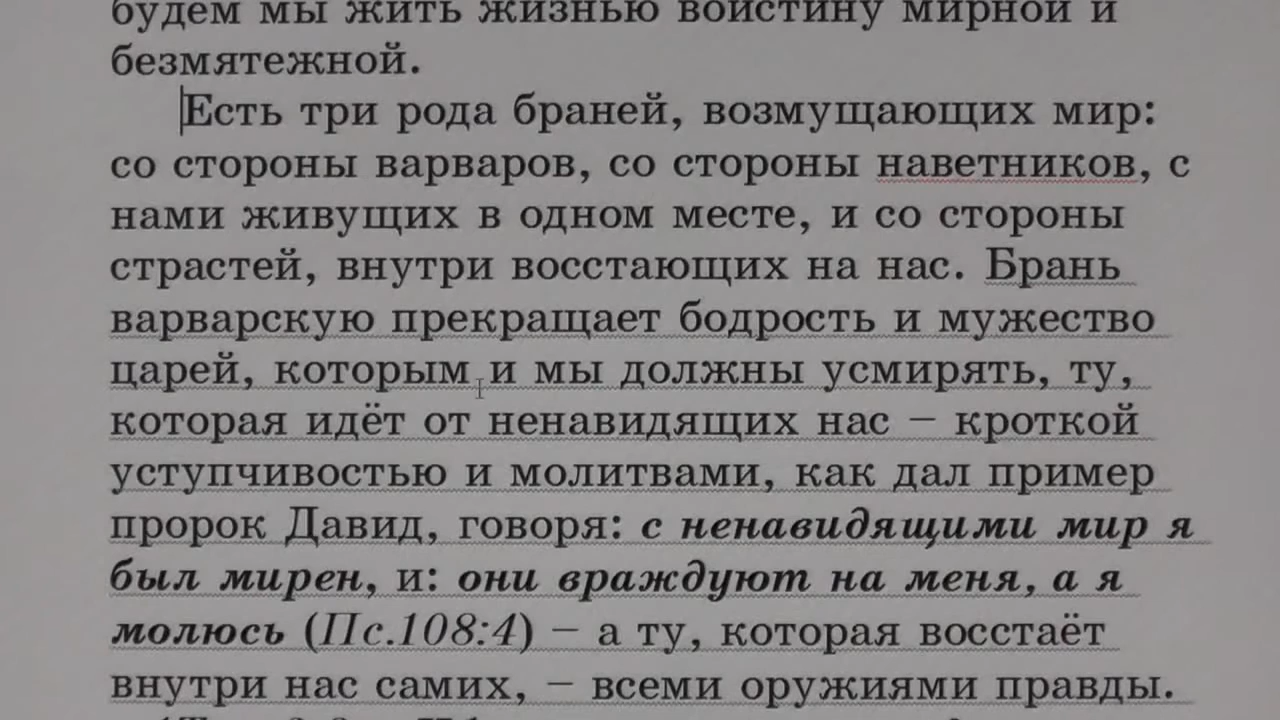 будем мы жить жизнью воистину мирной и
безмятежной.
Есть три рода браней, возмущающих мир:
со стороны варваров, со стороны наветников, с
нами живущих в одном месте, и со стороны
страстей, внутри восстающих на нас. Брань
варварскую прекращает бодрость и мужество
царей, которым и мы должны усмирять, ту,
которая идёт от ненавидящих нас – кроткой
уступчивостью и молитвами, как дал пример
пророк Давид, говоря: с ненавидящими мир я
был мирен, и: они враждуют на меня, а я
молюсь (Пс.108:4) – а ту, которая восстаёт
внутри нас самих, – всеми оружиями правды.